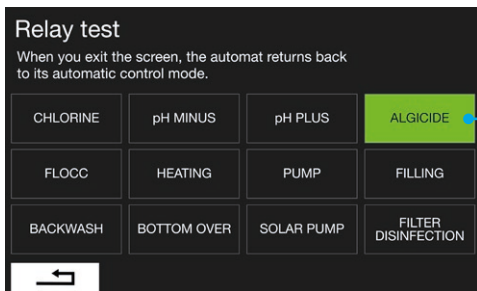 Relay test
When you exit the screen, the automat returns back
to its automatic control mode.
CHLORINE
pH MINUS
pH PLUS
ALGICIDE
FLOCC
HEATING
PUMP
FILLING
BACKWASH
BOTTOM OVER
SOLAR PUMP
FILTER
DISINFECTION